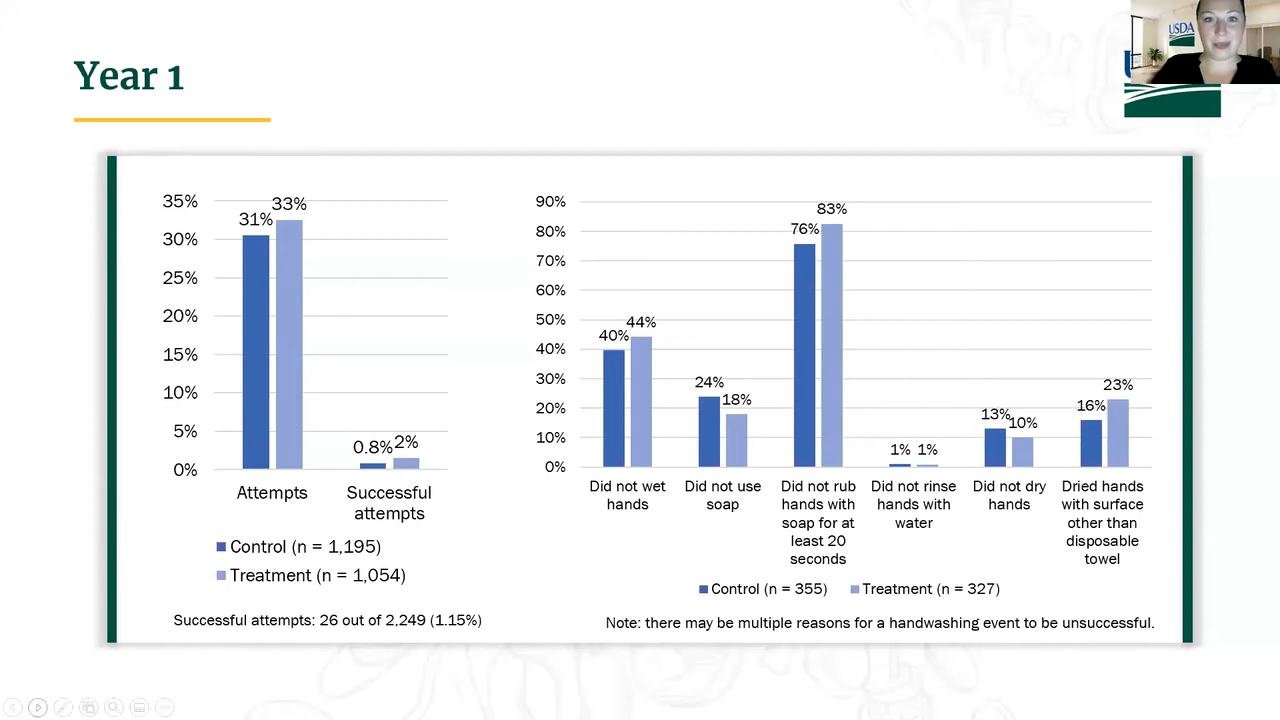 Year 1
USDA
35%
30%
25%
20%
15%
10%
5%
0%
31%
33%
0.8%
2%
Attempts
Successful
attempts
Control (n = 1,195)
Treatment (n = 1,054)
Successful attempts: 26 out of 2,249 (1.15%)
90%
80%
70%
60%
50%
40%
30%
20%
10%
0%
40%
44%
24%
18%
76%
83%
1%
1%
13%
10%
16%
23%
Did not wet
hands
Did not use
soap
Did not rub
hands with
soap for at
least 20
seconds
Did not rinse
hands with
water
Did not dry
hands
Dried hands
with surface
other than
disposable
towel
Control (n = 355)
Treatment (n = 327)
Note: there may be multiple reasons for a handwashing event to be unsuccessful.